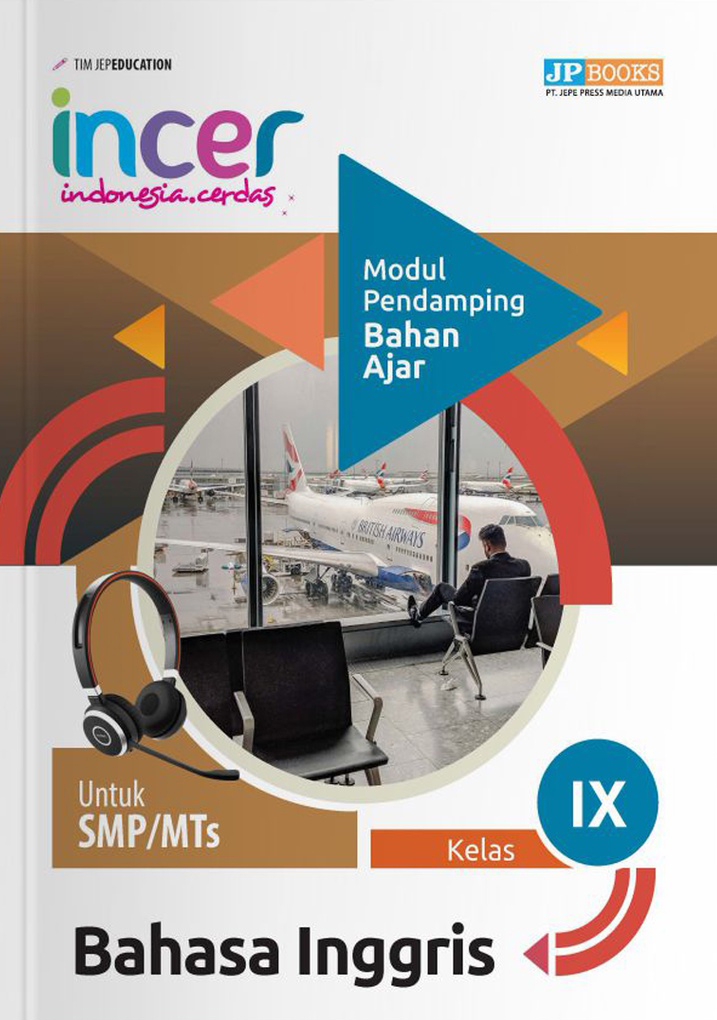 TIM JEPEDUCATION
JP BOOKS
PT. JEPE PRESS MEDIA UTAMA
incer
indonesia.cerdas
Modul
Pendamping
Bahan
Ajar
BRITISH AIRWAYS
Untuk
SMP/MTs
IX
Kelas
Bahasa Inggris